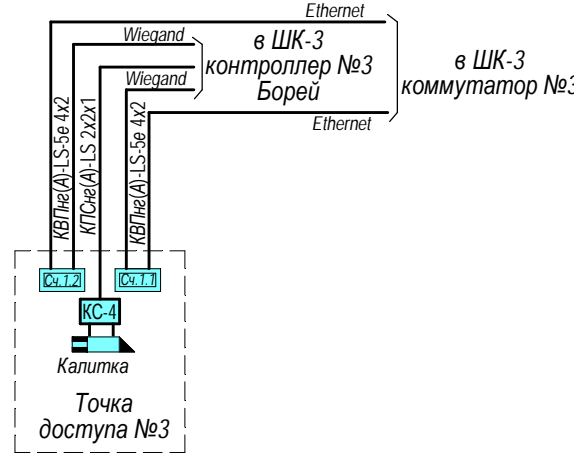 Ethernet
Wiegand
в ШК-3
контроллер №3
Борей
Wiegand
в ШК-3
коммутатор №3
Ethernet
КВПнг(А)-LS-5е 4х2
КПСнг(А)-LS 2х2х1
КВПнг(А)-LS-5е 4х2
Сч.1.2
Сч.1.1
КС-4
Калитка
Точка
доступа №3